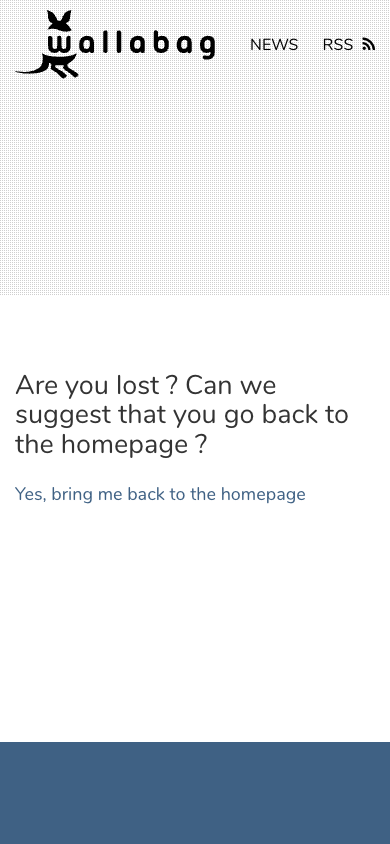 wallabag
NEWS
RSS
Are you lost ? Can we
suggest that you go back to
the homepage ?
Yes, bring me back to the homepage